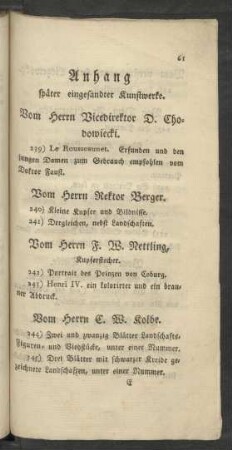 61
Anhang
später eingesandter Kunstwerke.
Vom Herrn Vicedirektor D. Cho-
dowiecki.
239) Le Roussommet. Erfunden und den
jungen Damen zum Gebrauch empfohlen vom
Doktor Faust.
Vom Herrn Rektor Berger.
240) Kleine Kupfer und Bildnisse.
241) Dergleichen, nebst Landschaften.
Vom Herrn F. W. Nettling,
Kupferstecher.
242) Portrait des Prinzen von Coburg.
243) Henri IV. ein kolorirter und ein brau-
ner Abdruck.
Vom Herrn C. W. Kolbe.
244) Zwei und zwanzig Blätter Landschafts-
Figuren- und Viehstücke, unter einer Nummer.
245) Drei Blätter mit schwarzer Kreide ge-
zeichnete Landschaften, unter einer Nummer.
E